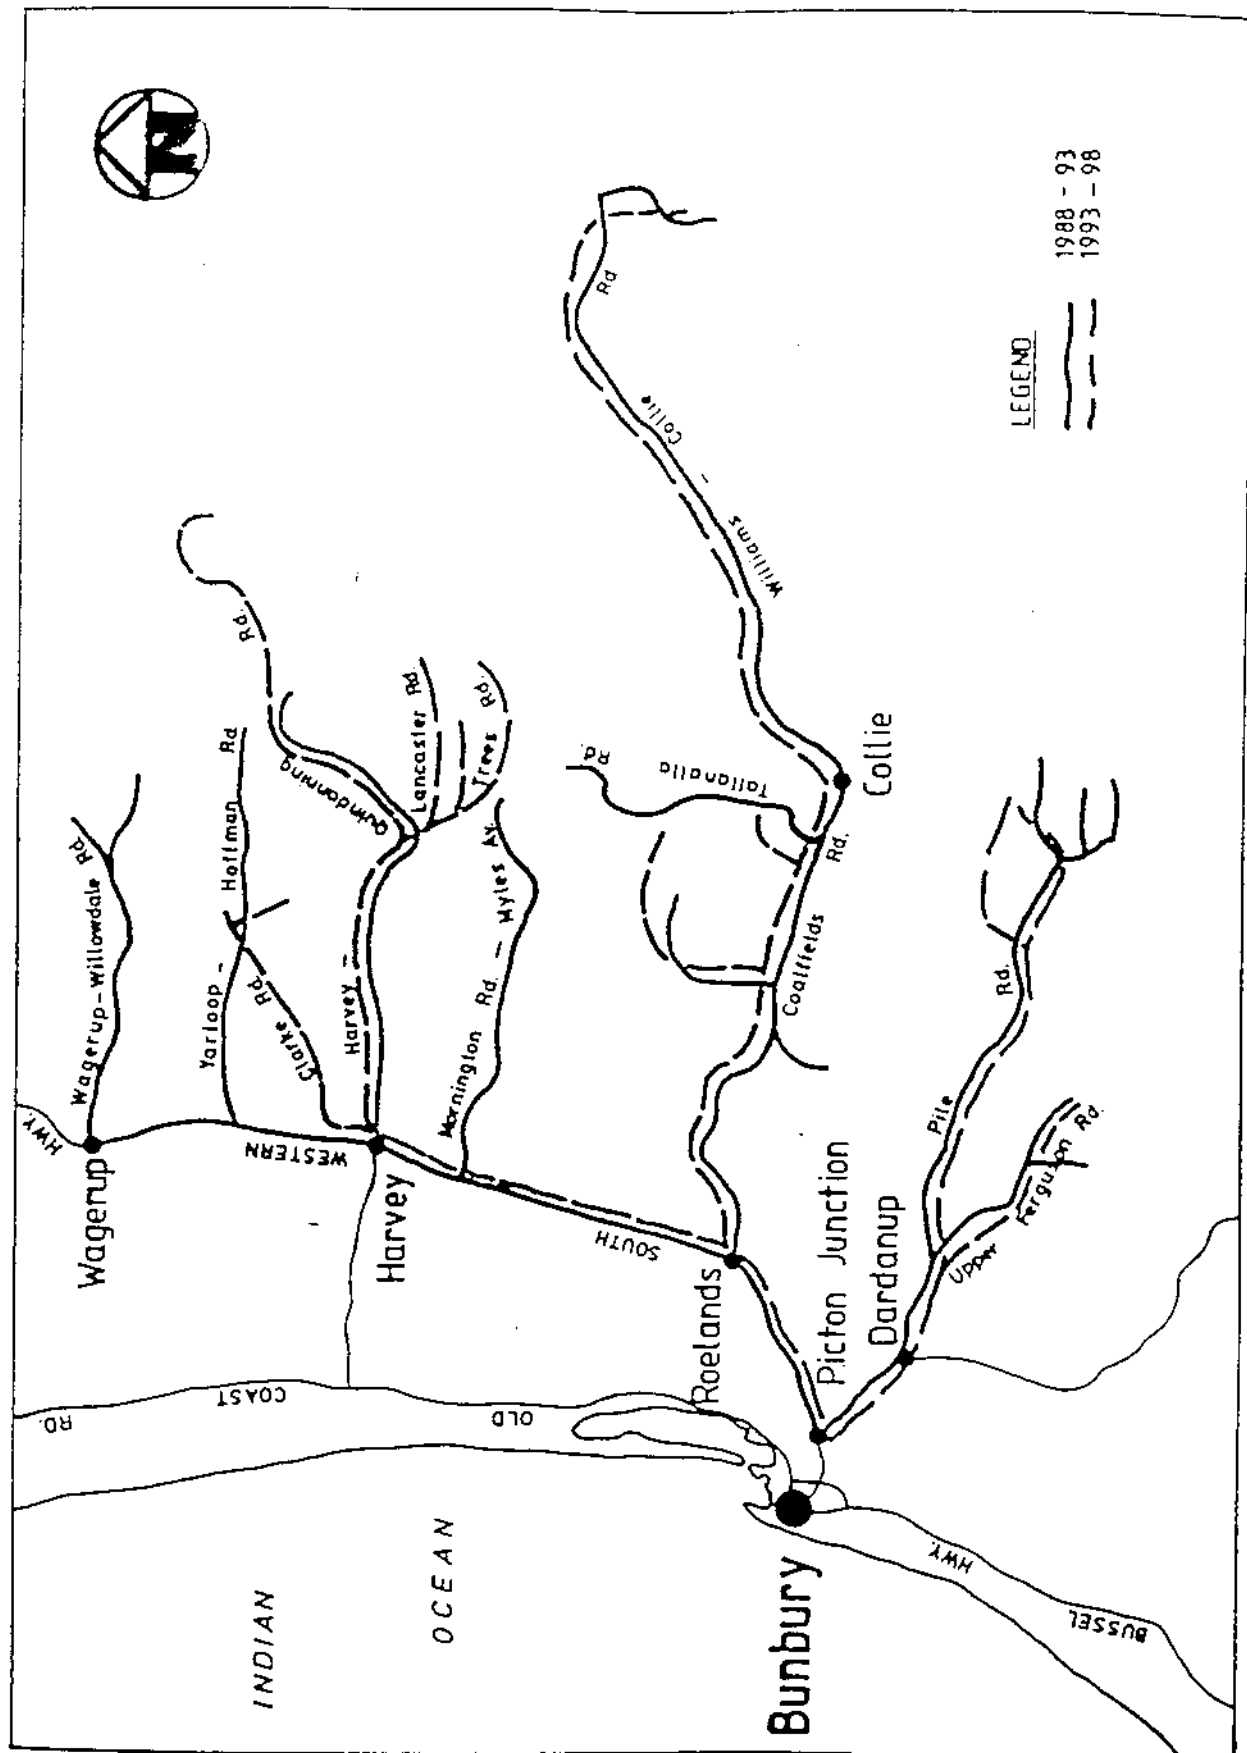 N
HWY.
Wagerup
Wagerup-Willowdale Rd.
Yarloop - Hoffman Rd
Clarke Rd.
WESTERN
Harvey
Harvey - Quindanning Rd.
Lancaster Rd.
Trees Rd.
Mornington Rd. - Myles Av.
SOUTH
RD.
COAST
OLD
INDIAN
OCEAN
Roelands
Coalfields Rd.
Tallanalla Rd.
Collie
Williams - Collie Rd
Picton Junction
Dardanup
Pile Rd.
Upper Ferguson Rd.
Bunbury
BUSSEL HWY.
LEGEND
1988 - 93
1993 - 98